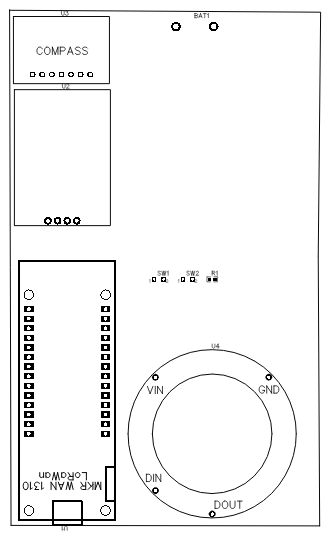 U3
BAT1
COMPASS
U2
SW1
SW2
R1
U4
VIN
GND
DIN
DOUT
MKR WAN 1310
LoRaWan
U1